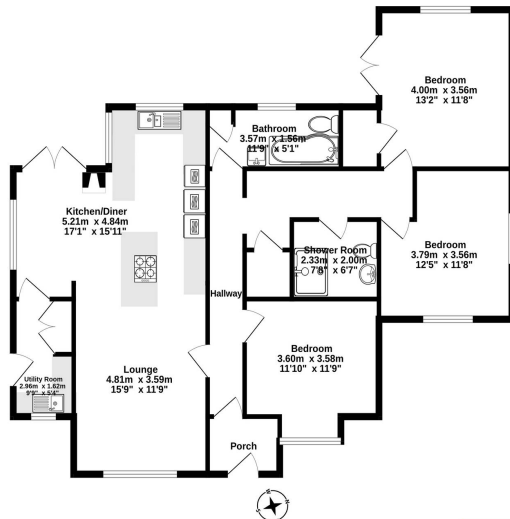 Bedroom
4.00m x 3.56m
13'2" x 11'8"
Bathroom
3.57m x 1.56m
11'9" x 5'1"
Kitchen/Diner
5.21m x 4.84m
17'1" x 15'11"
Bedroom
3.79m x 3.56m
12'5" x 11'8"
Shower Room
2.33m x 2.00m
7'8" x 6'7"
Hallway
Bedroom
3.60m x 3.58m
11'10" x 11'9"
Lounge
4.81m x 3.59m
15'9" x 11'9"
Utility Room
2.96m x 1.62m
9'9" x 5'4"
Porch